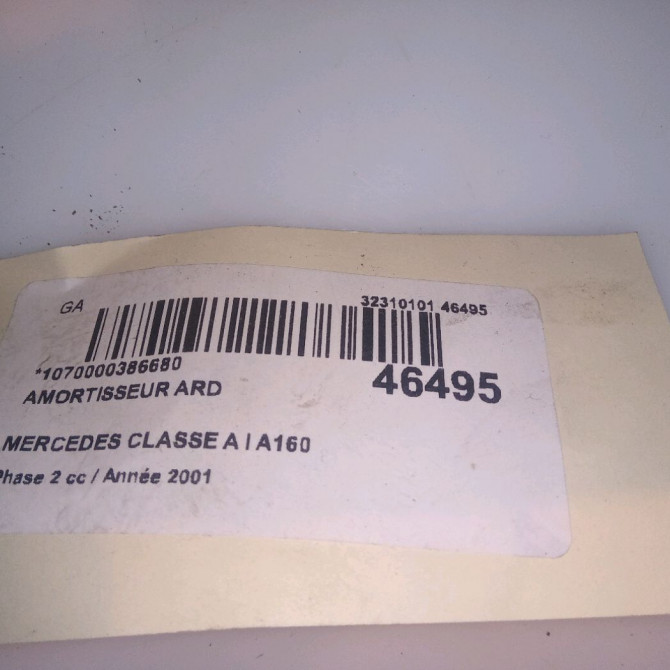 GA
32310101 46495
*1070000386680
46495
AMORTISSEUR ARD
MERCEDES CLASSE A I A160
Phase 2 cc / Année 2001